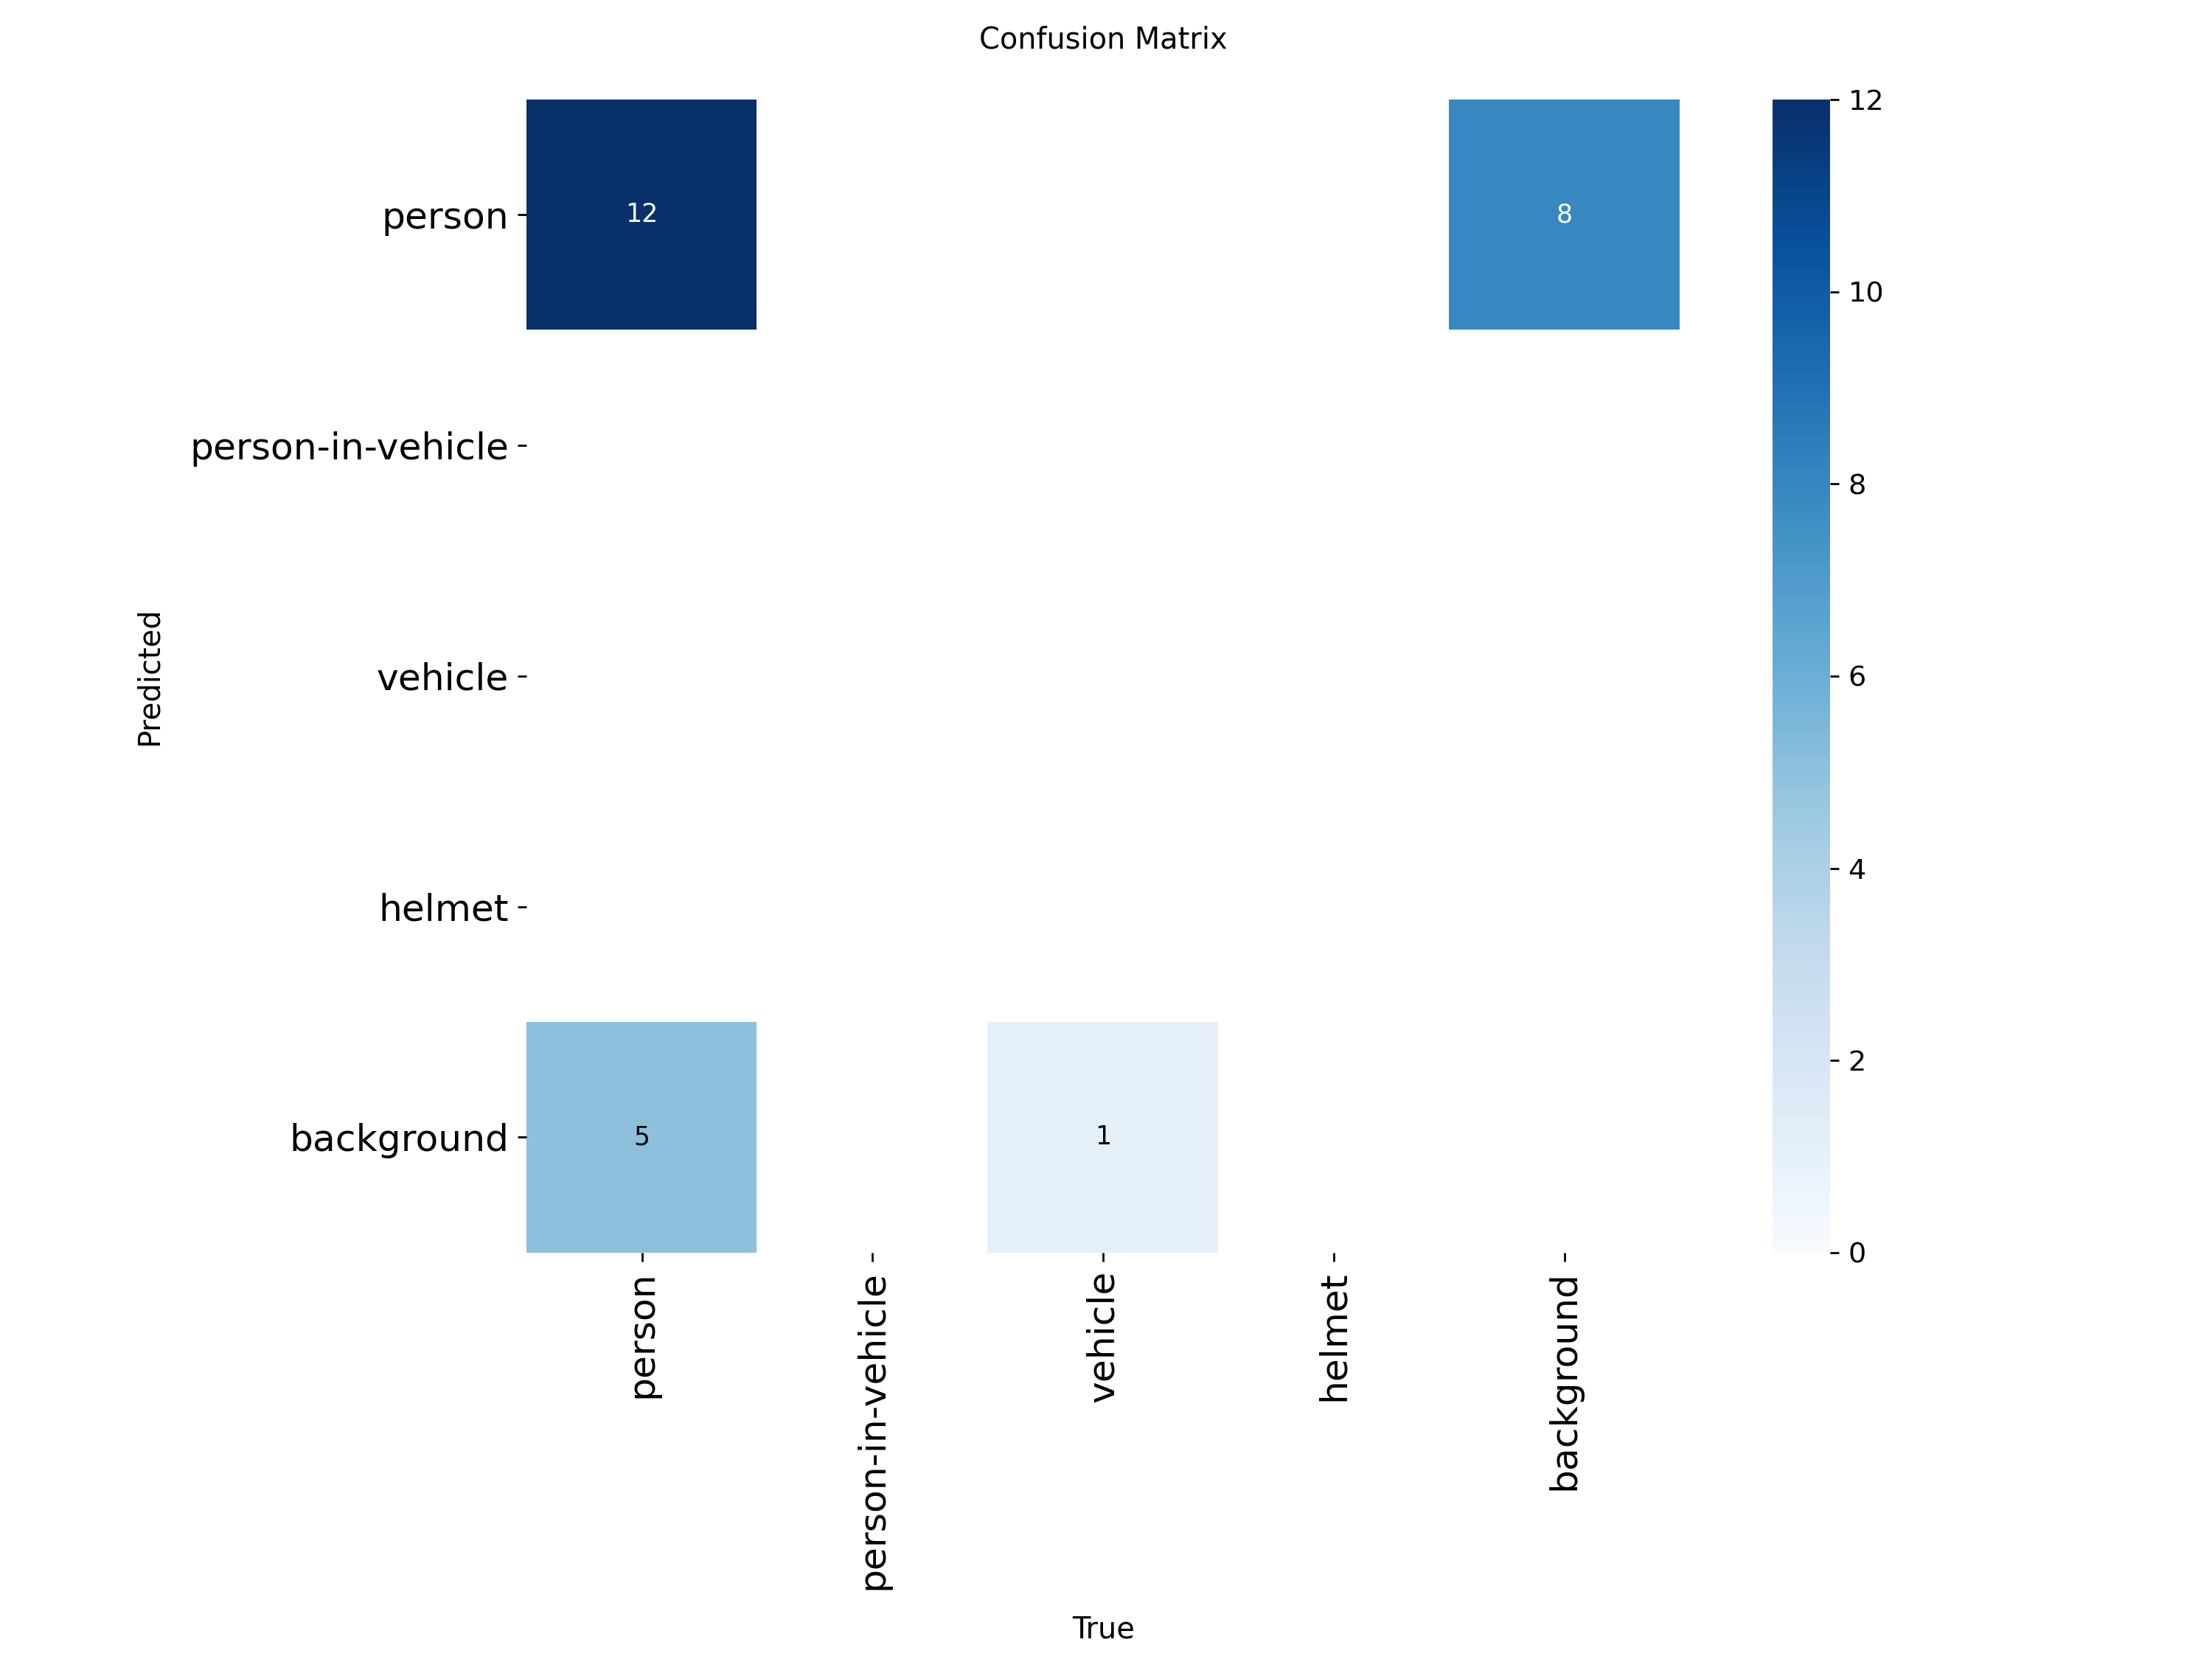 Confusion Matrix
person
12
8
person-in-vehicle
vehicle
helmet
background
5
1
Predicted
person
person-in-vehicle
vehicle
helmet
background
True
12
10
8
6
4
2
0